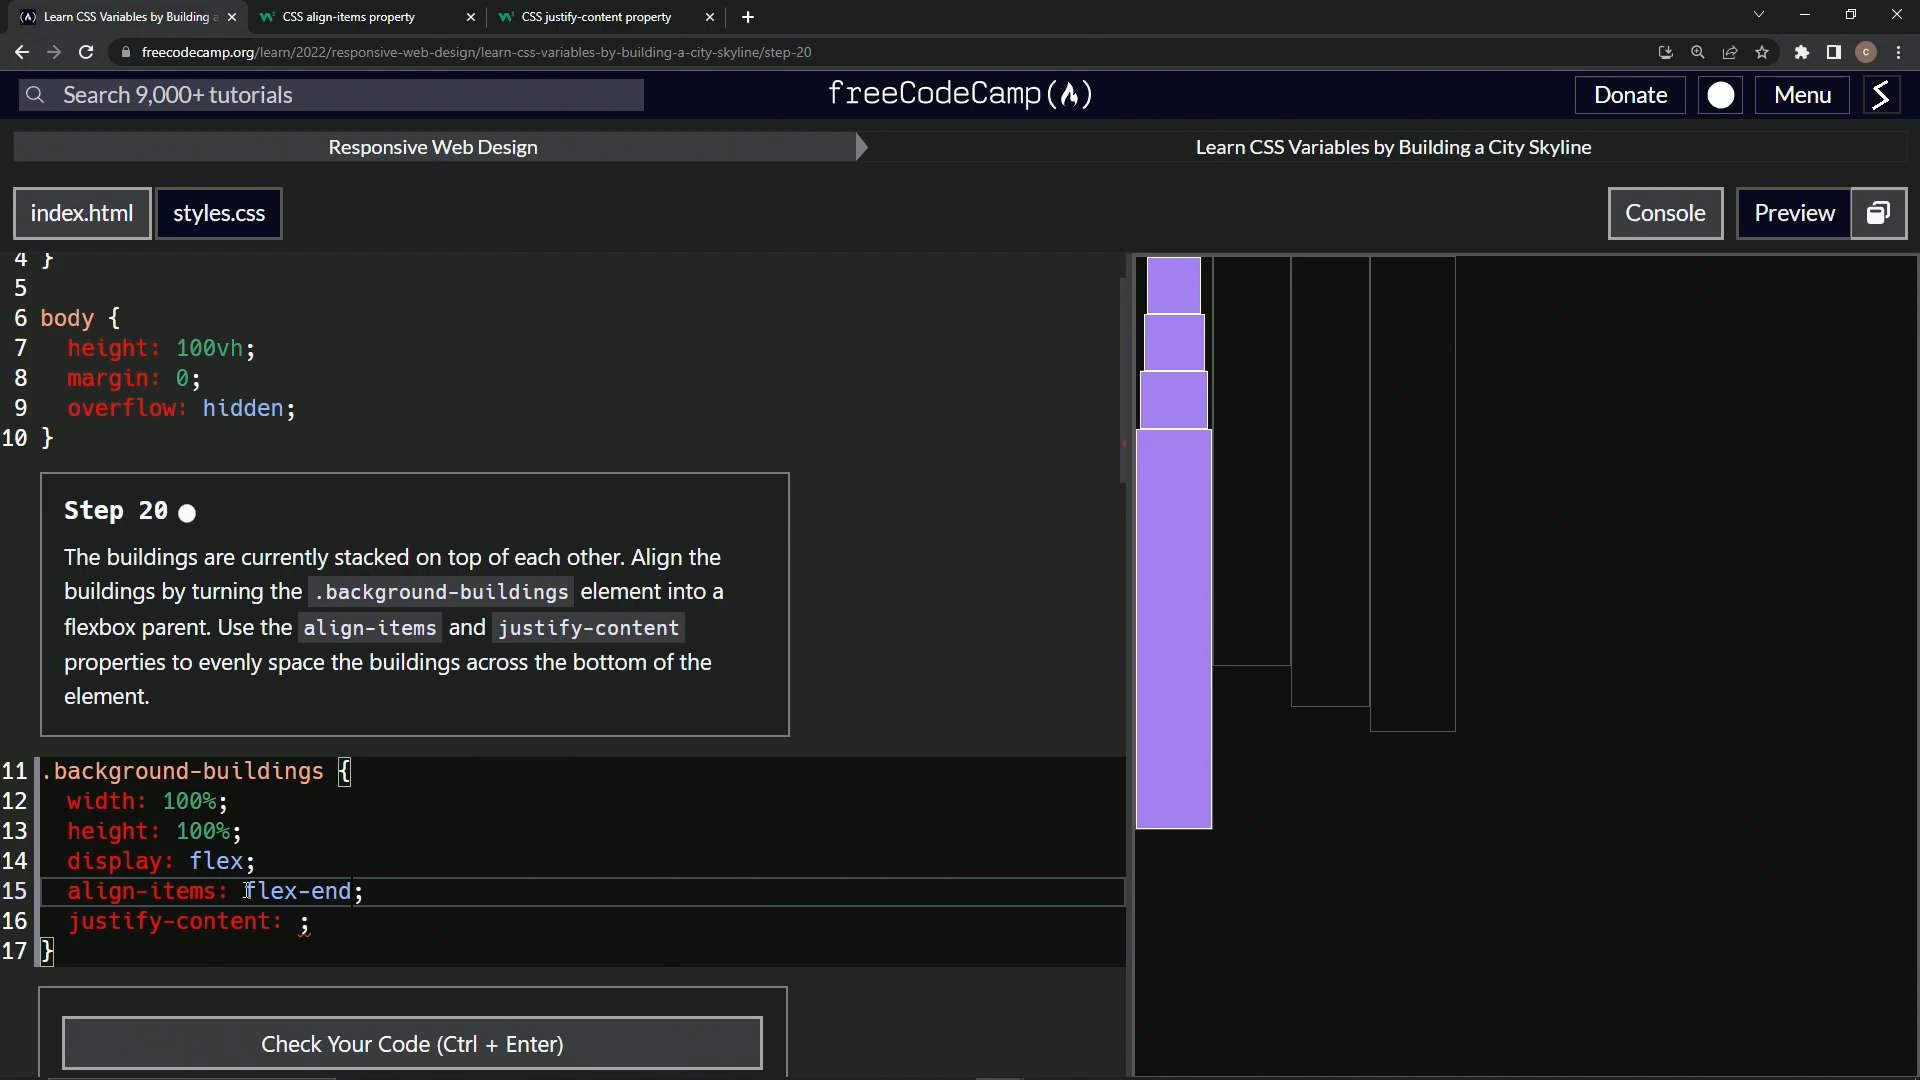 Learn CSS Variables by Building a
CSS align-items property
CSS justify-content property
freecodecamp.org/learn/2022/responsive-web-design/learn-css-variables-by-building-a-city-skyline/step-20
C
Search 9,000+ tutorials
freeCodeCamp
Donate
Menu
Responsive Web Design
Learn CSS Variables by Building a City Skyline
index.html
styles.css
Console
Preview
4 }
5
6 body {
7 height: 100vh;
8 margin: 0;
9 overflow: hidden;
10 }
Step 20
The buildings are currently stacked on top of each other. Align the
buildings by turning the .background-buildings element into a
flexbox parent. Use the align-items and justify-content
properties to evenly space the buildings across the bottom of the
element.
11 .background-buildings {
12 width: 100%;
13 height: 100%;
14 display: flex;
15 align-items: flex-end;
16 justify-content: ;
17 }
Check Your Code (Ctrl + Enter)